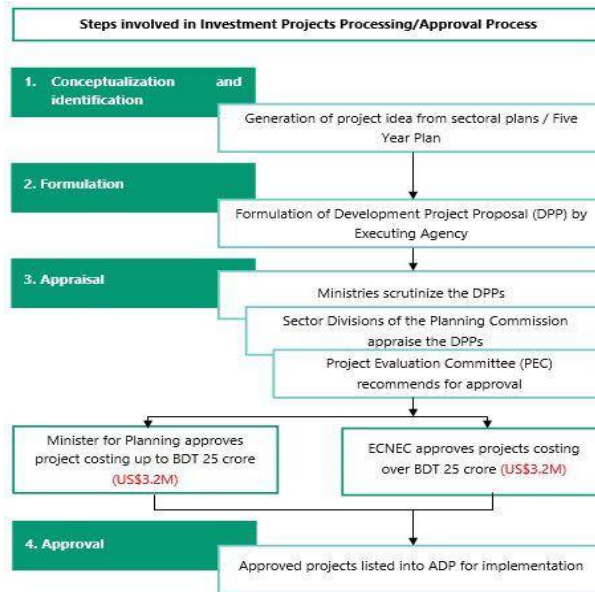 Steps involved in Investment Projects Processing/Approval Process
1. Conceptualization and
identification
Generation of project idea from sectoral plans / Five
Year Plan
2. Formulation
Formulation of Development Project Proposal (DPP) by
Executing Agency
3. Appraisal
Ministries scrutinize the DPPs
Sector Divisions of the Planning Commission
appraise the DPPs
Project Evaluation Committee (PEC)
recommends for approval
Minister for Planning approves
project costing up to BDT 25 crore
(US$3.2M)
ECNEC approves projects costing
over BDT 25 crore (US$3.2M)
4. Approval
Approved projects listed into ADP for implementation